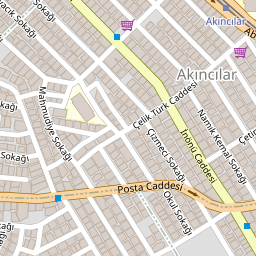 Akıncılar
Akıncılar
Mahmudiye Sokağı
Çelik Türk Caddesi
Çizmeci Sokağı
İnönü Caddesi
Namık Kemal Sokağı
Sokağı
Posta Caddesi
Okul Sokağı